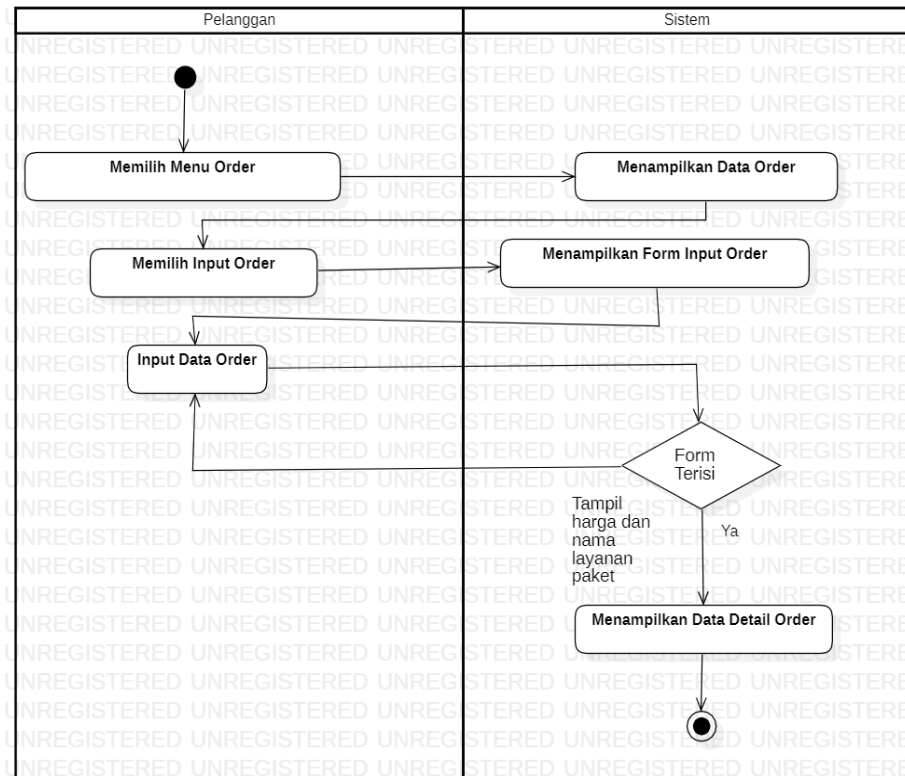 Pelanggan
Sistem
Memilih Menu Order
Menampilkan Data Order
Memilih Input Order
Menampilkan Form Input Order
Input Data Order
Form
Terisi
Tampil
harga dan
nama
layanan
paket
Ya
Menampilkan Data Detail Order
UNREGISTERED